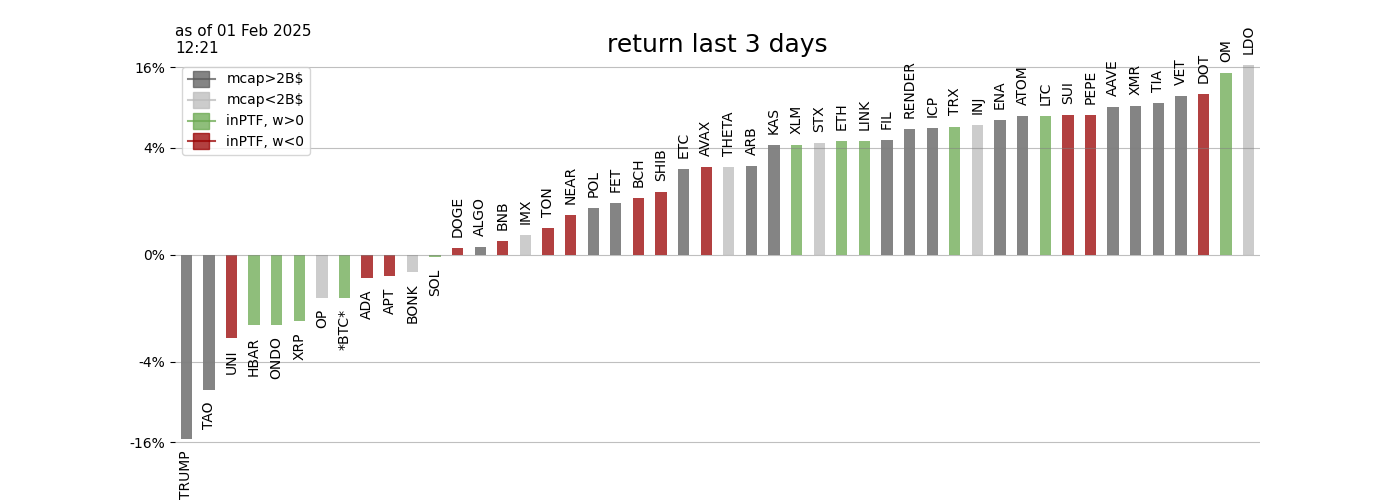 as of 01 Feb 2025
12:21
return last 3 days
16%
4%
0%
-4%
-16%
mcap>2B$
mcap<2B$
inPTF, w>0
inPTF, w<0
TRUMP
TAO
UNI
HBAR
ONDO
XRP
OP
*BTC*
ADA
APT
BONK
SOL
DOGE
ALGO
BNB
IMX
TON
NEAR
POL
FET
BCH
SHIB
ETC
AVAX
THETA
ARB
KAS
XLM
STX
ETH
LINK
FIL
RENDER
ICP
TRX
INJ
ENA
ATOM
LTC
SUI
PEPE
AAVE
XMR
TIA
VET
DOT
OM
LDO